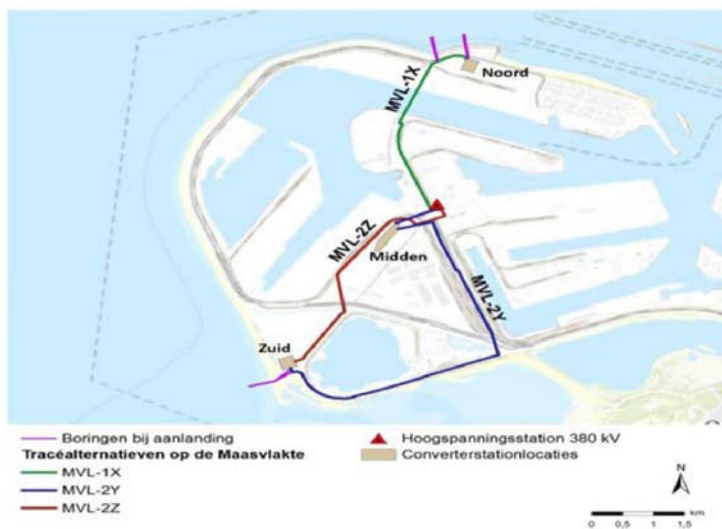 Noord
MVL-1X
MVL-2Z
Midden
MVL-2Y
Zuid
Boringen bij aanlanding
Tracéalternatieven op de Maasvlakte
MVL-1X
MVL-2Y
MVL-2Z
Hoogspanningsstation 380 kV
Converterstationlocaties
N
km
0 0,5 1 1,5